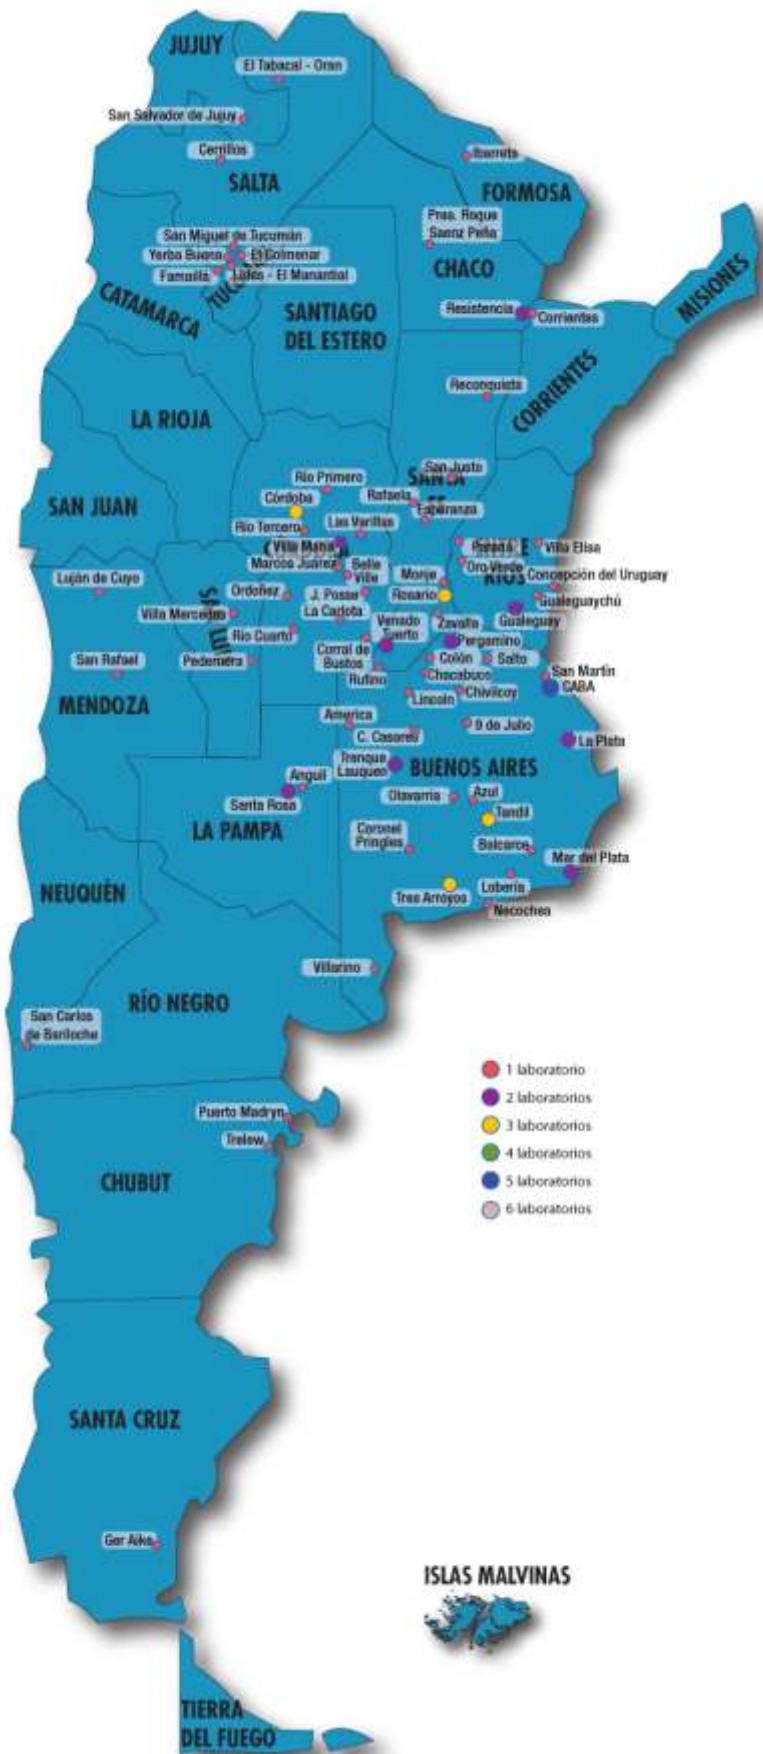 JUJUY
El Tabacal - Oran
San Salvador de Jujuy
Cerrillos
SALTA
Ibarreta
FORMOSA
Pres. Roque
Saenz Peña
CHACO
San Miguel de Tucumán
Yerba Buena
El Colmenar
Famaillá
Lules - El Manantial
CATAMARCA
SANTIAGO
DEL ESTERO
MISIONES
Resistencia
Corrientes
CORRIENTES
Reconquista
LA RIOJA
SAN JUAN
San Justo
SANTA
Río Primero
Rafaela
Córdoba
Esperanza
Río Tercero
Las Varillas
Villa María
Paraná
Villa Elisa
Marcos Juárez
Belle
Ville
Oro Verde
RÍOS
Concepción del Uruguay
Luján de Cuyo
Ordoñez
J. Posse
Monje
Rosario
Gualeguaychú
Villa Mercedes
La Carlota
Zavalla
Gualeguay
Río Cuarto
Venado
Tuerto
Pergamino
San Rafael
Pedernera
Corral de
Bustos
Colón
Salto
Rufino
Chacabuco
San Martín
CABA
MENDOZA
Lincoln
Chivilcoy
America
C. Casares
9 de Julio
La Plata
Trenque
Lauquen
BUENOS AIRES
Anguil
Santa Rosa
Olavarria
Azul
Tandil
LA PAMPA
Coronel
Pringles
Balcarce
Mar del Plata
NEUQUÉN
Tres Arroyos
Lobería
Necochea
Villarino
RÍO NEGRO
San Carlos
de Bariloche
1 laboratorio
2 laboratorios
3 laboratorios
4 laboratorios
5 laboratorios
6 laboratorios
Puerto Madryn
Trelew
CHUBUT
SANTA CRUZ
Ger Aike
ISLAS MALVINAS
TIERRA
DEL FUEGO